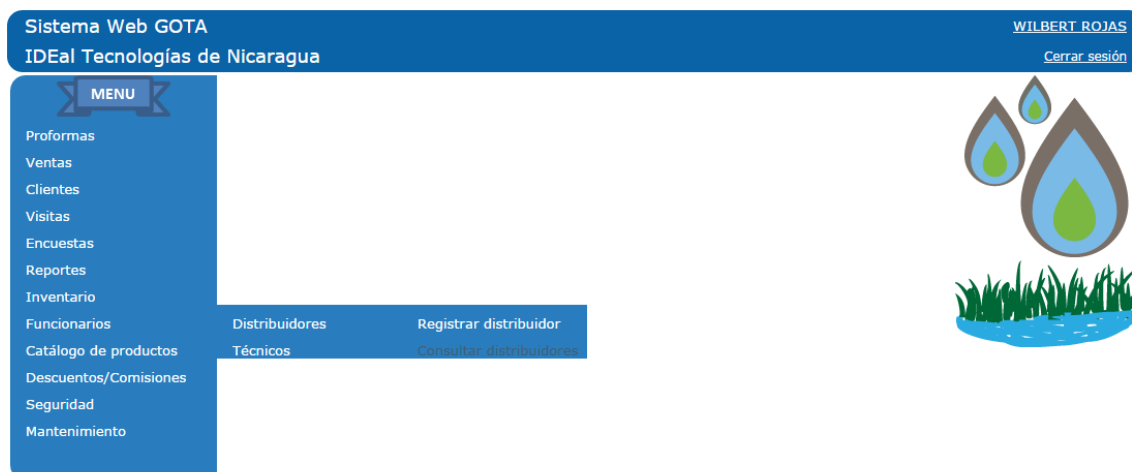 Sistema Web GOTA
WILBERT ROJAS
IDEal Tecnologías de Nicaragua
Cerrar sesión
MENU
Proformas
Ventas
Clientes
Visitas
Encuestas
Reportes
Inventario
Funcionarios
Distribuidores
Registrar distribuidor
Catálogo de productos
Técnicos
Consultar distribuidores
Descuentos/Comisiones
Seguridad
Mantenimiento